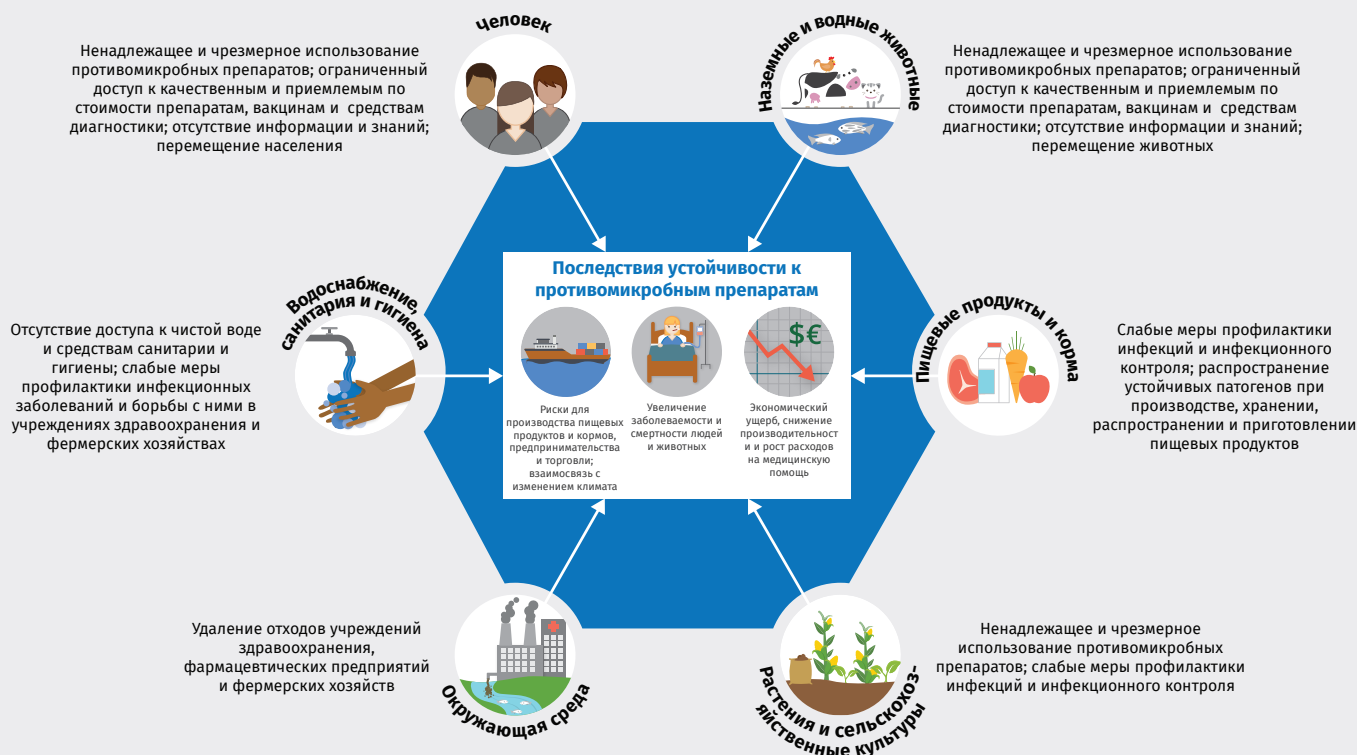 Человек
Ненадлежащее и чрезмерное использование
противомикробных препаратов; ограниченный
доступ к качественным и приемлемым по
стоимости препаратам, вакцинам и средствам
диагностики; отсутствие информации и знаний;
перемещение населения
Наземные и водные животные
Ненадлежащее и чрезмерное использование
противомикробных препаратов; ограниченный
доступ к качественным и приемлемым по
стоимости препаратам, вакцинам и средствам
диагностики; отсутствие информации и знаний;
перемещение животных
Водоснабжение,
санитария и гигиена
Отсутствие доступа к чистой воде
и средствам санитарии и
гигиены; слабые меры
профилактики инфекционных
заболеваний и борьбы с ними в
учреждениях здравоохранения и
фермерских хозяйствах
Последствия устойчивости к
противомикробным препаратам
$€
Риски для
производства пищевых
продуктов и кормов,
предпринимательства
и торговли;
взаимосвязь с
изменением климата
Увеличение
заболеваемости и
смертности людей
и животных
Экономический
ущерб, снижение
производительност
и и рост расходов
на медицинскую
помощь
Пищевые продукты и корма
Слабые меры профилактики
инфекций и инфекционного
контроля; распространение
устойчивых патогенов при
производстве, хранении,
распространении и приготовлении
пищевых продуктов
Удаление отходов учреждений
здравоохранения,
фармацевтических предприятий
и фермерских хозяйств
Окружающая среда
Растения и сельскохоз-
яйственные культуры
Ненадлежащее и чрезмерное
использование противомикробных
препаратов; слабые меры профилактики
инфекций и инфекционного контроля